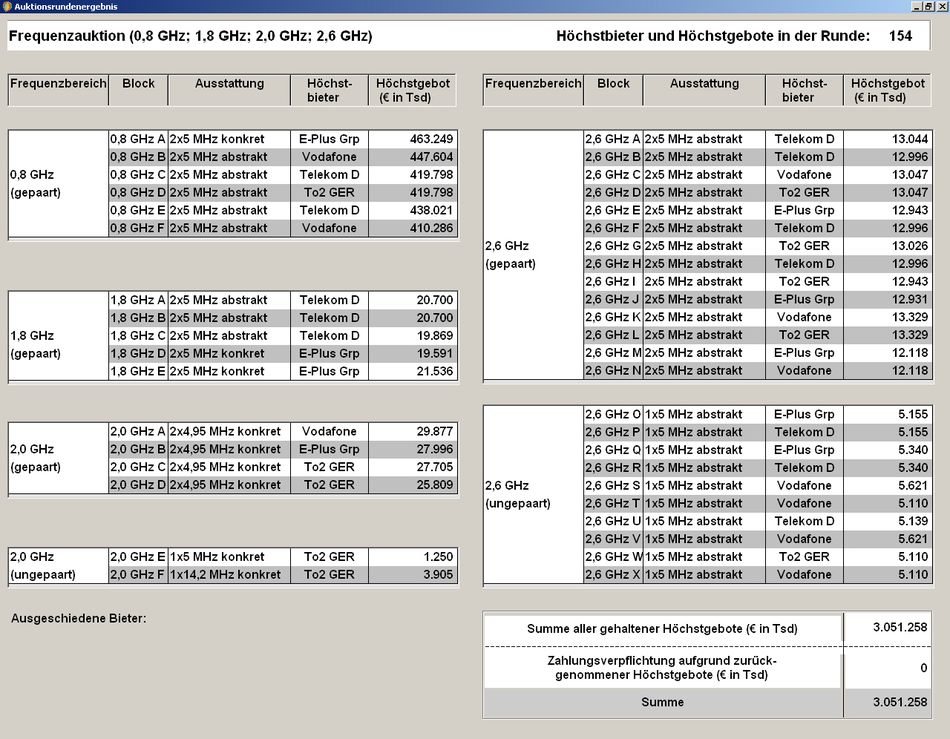 Auktionsrundenergebnis
Frequenzauktion (0,8 GHz; 1,8 GHz; 2,0 GHz; 2,6 GHz) Höchstbieter und Höchstgebote in der Runde: 154
Frequenzbereich Block Ausstattung Höchst-bieter Höchstgebot (€ in Tsd)
0,8 GHz (gepaart)
0,8 GHz A 2x5 MHz konkret E-Plus Grp 463.249
0,8 GHz B 2x5 MHz abstrakt Vodafone 447.604
0,8 GHz C 2x5 MHz abstrakt Telekom D 419.798
0,8 GHz D 2x5 MHz abstrakt To2 GER 419.798
0,8 GHz E 2x5 MHz abstrakt Telekom D 438.021
0,8 GHz F 2x5 MHz abstrakt Vodafone 410.286
1,8 GHz (gepaart)
1,8 GHz A 2x5 MHz abstrakt Telekom D 20.700
1,8 GHz B 2x5 MHz abstrakt Telekom D 20.700
1,8 GHz C 2x5 MHz abstrakt Telekom D 19.869
1,8 GHz D 2x5 MHz konkret E-Plus Grp 19.591
1,8 GHz E 2x5 MHz konkret E-Plus Grp 21.536
2,0 GHz (gepaart)
2,0 GHz A 2x4,95 MHz konkret Vodafone 29.877
2,0 GHz B 2x4,95 MHz konkret E-Plus Grp 27.996
2,0 GHz C 2x4,95 MHz konkret To2 GER 27.705
2,0 GHz D 2x4,95 MHz konkret To2 GER 25.809
2,0 GHz (ungepaart)
2,0 GHz E 1x5 MHz konkret To2 GER 1.250
2,0 GHz F 1x14,2 MHz konkret To2 GER 3.905
Ausgeschiedene Bieter:
Frequenzbereich Block Ausstattung Höchst-bieter Höchstgebot (€ in Tsd)
2,6 GHz (gepaart)
2,6 GHz A 2x5 MHz abstrakt Telekom D 13.044
2,6 GHz B 2x5 MHz abstrakt Telekom D 12.996
2,6 GHz C 2x5 MHz abstrakt Vodafone 13.047
2,6 GHz D 2x5 MHz abstrakt To2 GER 13.047
2,6 GHz E 2x5 MHz abstrakt E-Plus Grp 12.943
2,6 GHz F 2x5 MHz abstrakt Telekom D 12.996
2,6 GHz G 2x5 MHz abstrakt To2 GER 13.026
2,6 GHz H 2x5 MHz abstrakt Telekom D 12.996
2,6 GHz I 2x5 MHz abstrakt To2 GER 12.943
2,6 GHz J 2x5 MHz abstrakt E-Plus Grp 12.931
2,6 GHz K 2x5 MHz abstrakt Vodafone 13.329
2,6 GHz L 2x5 MHz abstrakt To2 GER 13.329
2,6 GHz M 2x5 MHz abstrakt E-Plus Grp 12.118
2,6 GHz N 2x5 MHz abstrakt Vodafone 12.118
2,6 GHz (ungepaart)
2,6 GHz O 1x5 MHz abstrakt E-Plus Grp 5.155
2,6 GHz P 1x5 MHz abstrakt Telekom D 5.155
2,6 GHz Q 1x5 MHz abstrakt E-Plus Grp 5.340
2,6 GHz R 1x5 MHz abstrakt Telekom D 5.340
2,6 GHz S 1x5 MHz abstrakt Vodafone 5.621
2,6 GHz T 1x5 MHz abstrakt Vodafone 5.110
2,6 GHz U 1x5 MHz abstrakt Telekom D 5.139
2,6 GHz V 1x5 MHz abstrakt Vodafone 5.621
2,6 GHz W 1x5 MHz abstrakt To2 GER 5.110
2,6 GHz X 1x5 MHz abstrakt Vodafone 5.110
Summe aller gehaltener Höchstgebote (€ in Tsd) 3.051.258
Zahlungsverpflichtung aufgrund zurück-
genommener Höchstgebote (€ in Tsd) 0
Summe 3.051.258